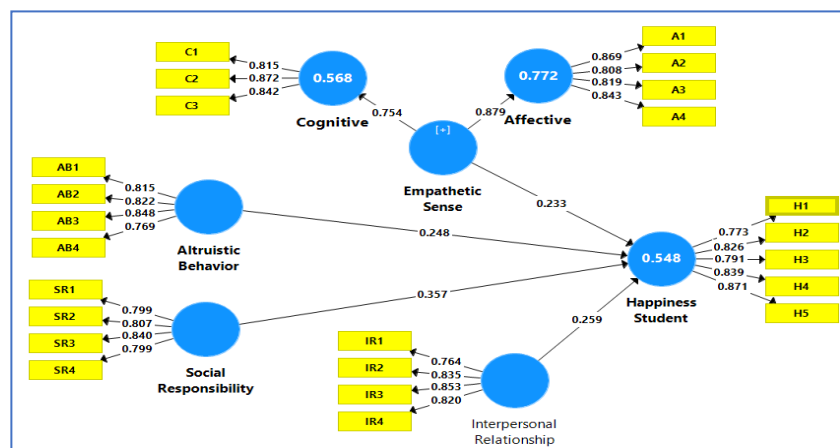 C1
C2
C3
0.815
0.872
0.842
0.568
Cognitive
0.754
[+]
Empathetic
Sense
0.879
0.772
Affective
0.869
0.808
0.819
0.843
A1
A2
A3
A4
AB1
AB2
AB3
AB4
0.815
0.822
0.848
0.769
Altruistic
Behavior
0.248
0.233
SR1
SR2
SR3
SR4
0.799
0.807
0.840
0.799
Social
Responsibility
0.357
IR1
IR2
IR3
IR4
0.764
0.835
0.853
0.820
Interpersonal
Relationship
0.259
0.548
Happiness
Student
0.773
0.826
0.791
0.839
0.871
H1
H2
H3
H4
H5